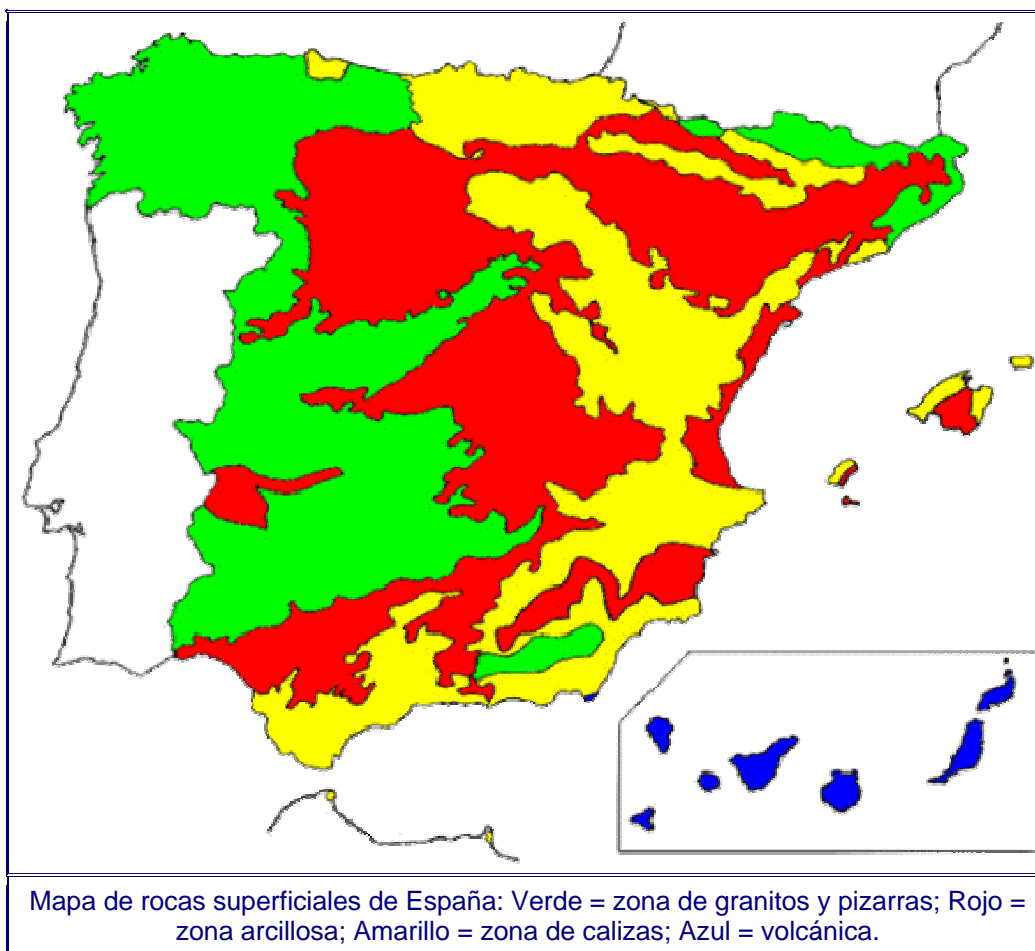 Mapa de rocas superficiales de España: Verde = zona de granitos y pizarras; Rojo =
zona arcillosa; Amarillo = zona de calizas; Azul = volcánica.